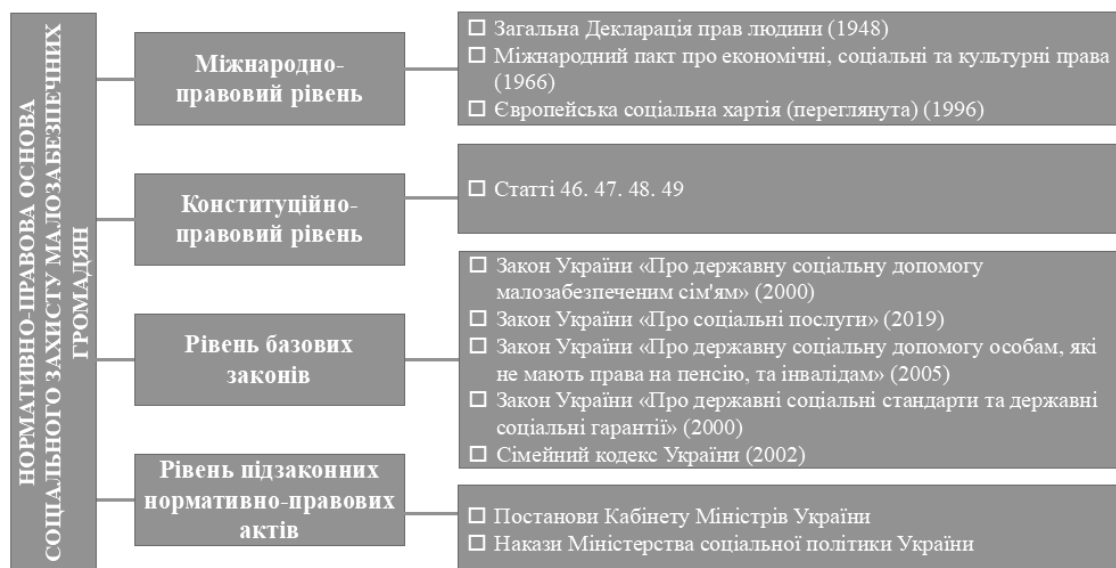 НОРМАТИВНО-ПРАВОВА ОСНОВА
СОЦІАЛЬНОГО ЗАХИСТУ МАЛОЗАБЕЗПЕЧНИХ
ГРОМАДЯН
Міжнародно-
правовий рівень
Загальна Декларація прав людини (1948)
Міжнародний пакт про економічні, соціальні та культурні права
(1966)
Європейська соціальна хартія (переглянута) (1996)
Конституційно-
правовий рівень
Статті 46. 47. 48. 49
Рівень базових
законів
Закон України «Про державну соціальну допомогу
малозабезпеченим сім'ям» (2000)
Закон України «Про соціальні послуги» (2019)
Закон України «Про державну соціальну допомогу особам, які
не мають права на пенсію, та інвалідам» (2005)
Закон України «Про державні соціальні стандарти та державні
соціальні гарантії» (2000)
Сімейний кодекс України (2002)
Рівень підзаконних
нормативно-правових
актів
Постанови Кабінету Міністрів України
Накази Міністерства соціальної політики України